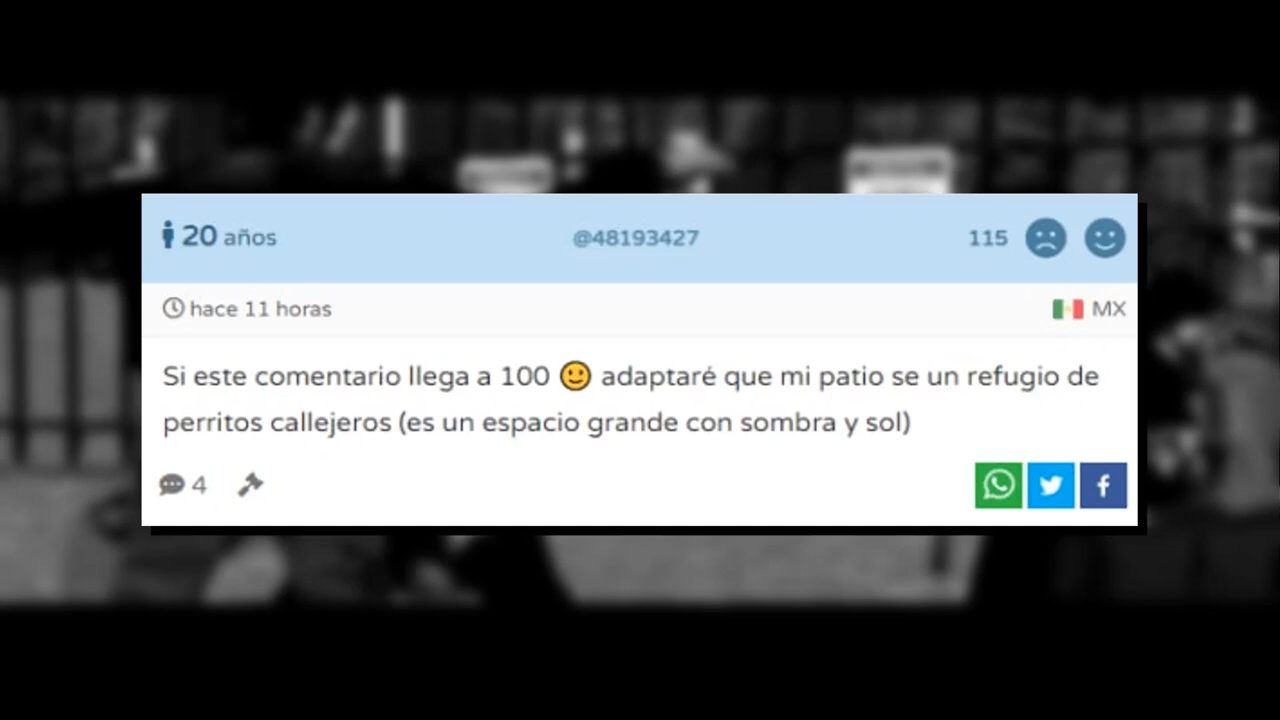 20 años @48193427 115
hace 11 horas MX
Si este comentario llega a 100 🙂 adaptaré que mi patio se un refugio de
perritos callejeros (es un espacio grande con sombra y sol)
4